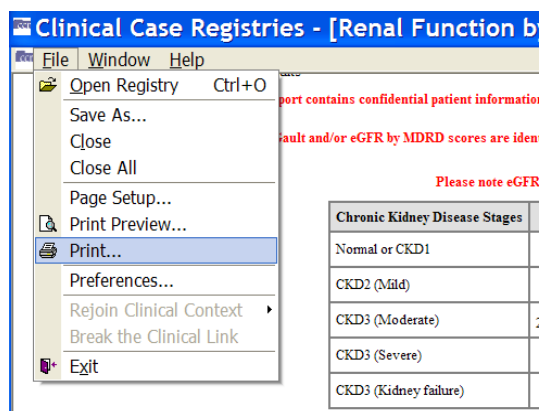 Clinical Case Registries - [Renal Function by
File Window Help
Open Registry Ctrl+O
Save As...
Close
Close All
Page Setup...
Print Preview...
Print...
Preferences...
Rejoin Clinical Context
Break the Clinical Link
Exit
port contains confidential patient informatio
Gault and/or eGFR by MDRD scores are iden
Please note eGFR
Chronic Kidney Disease Stages
Normal or CKD1
CKD2 (Mild)
CKD3 (Moderate) 2
CKD3 (Severe)
CKD3 (Kidney failure)